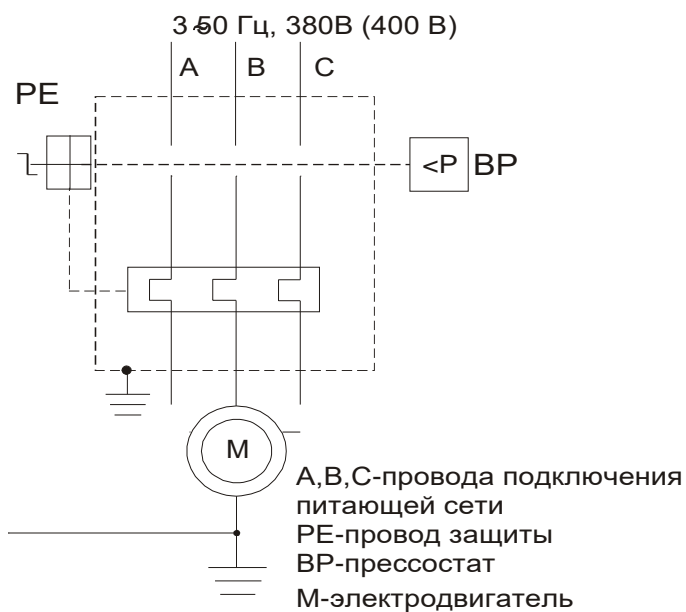 3~50 Гц, 380В (400 В)
A B C
PE
<P BP
M
A,B,C-провода подключения
питающей сети
PE-провод защиты
BP-прессостат
M-электродвигатель